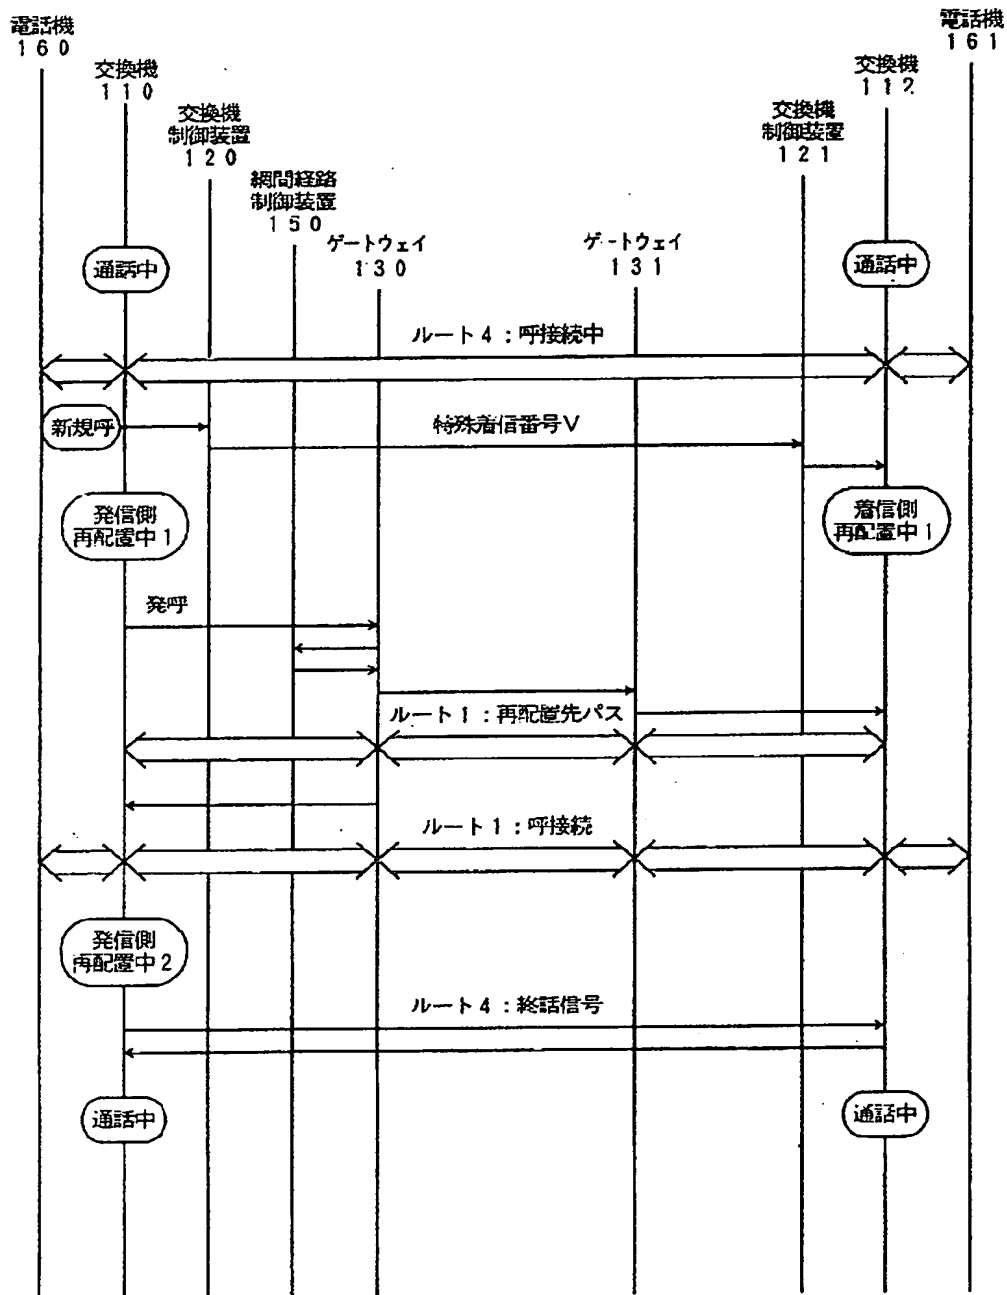 電話機
160
交換機
110
交換機
制御装置
120
網間経路
制御装置
150
ゲートウェイ
130
ゲートウェイ
131
交換機
制御装置
121
交換機
112
電話機
161
通話中
通話中
ルート4:呼接続中
新規呼
特殊着信番号V
発信側
再配置中1
着信側
再配置中1
発呼
ルート1:再配置先パス
ルート1:呼接続
発信側
再配置中2
ルート4:終話信号
通話中
通話中